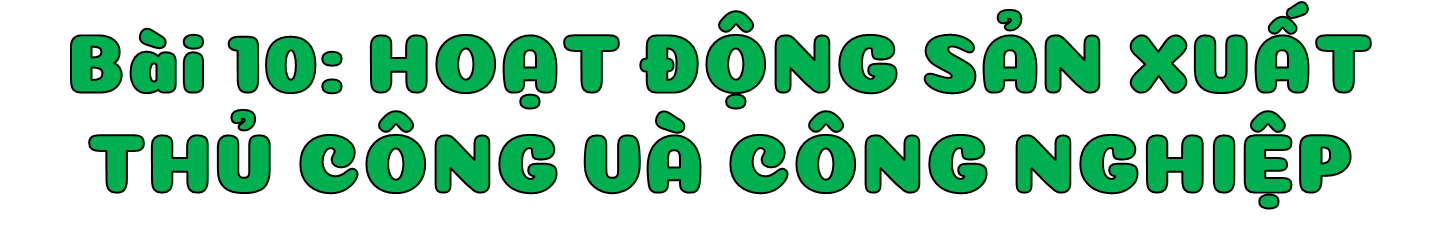 Bài 10: HOẠT ĐỘNG SẢN XUẤT
THỦ CÔNG VÀ CÔNG NGHIỆP